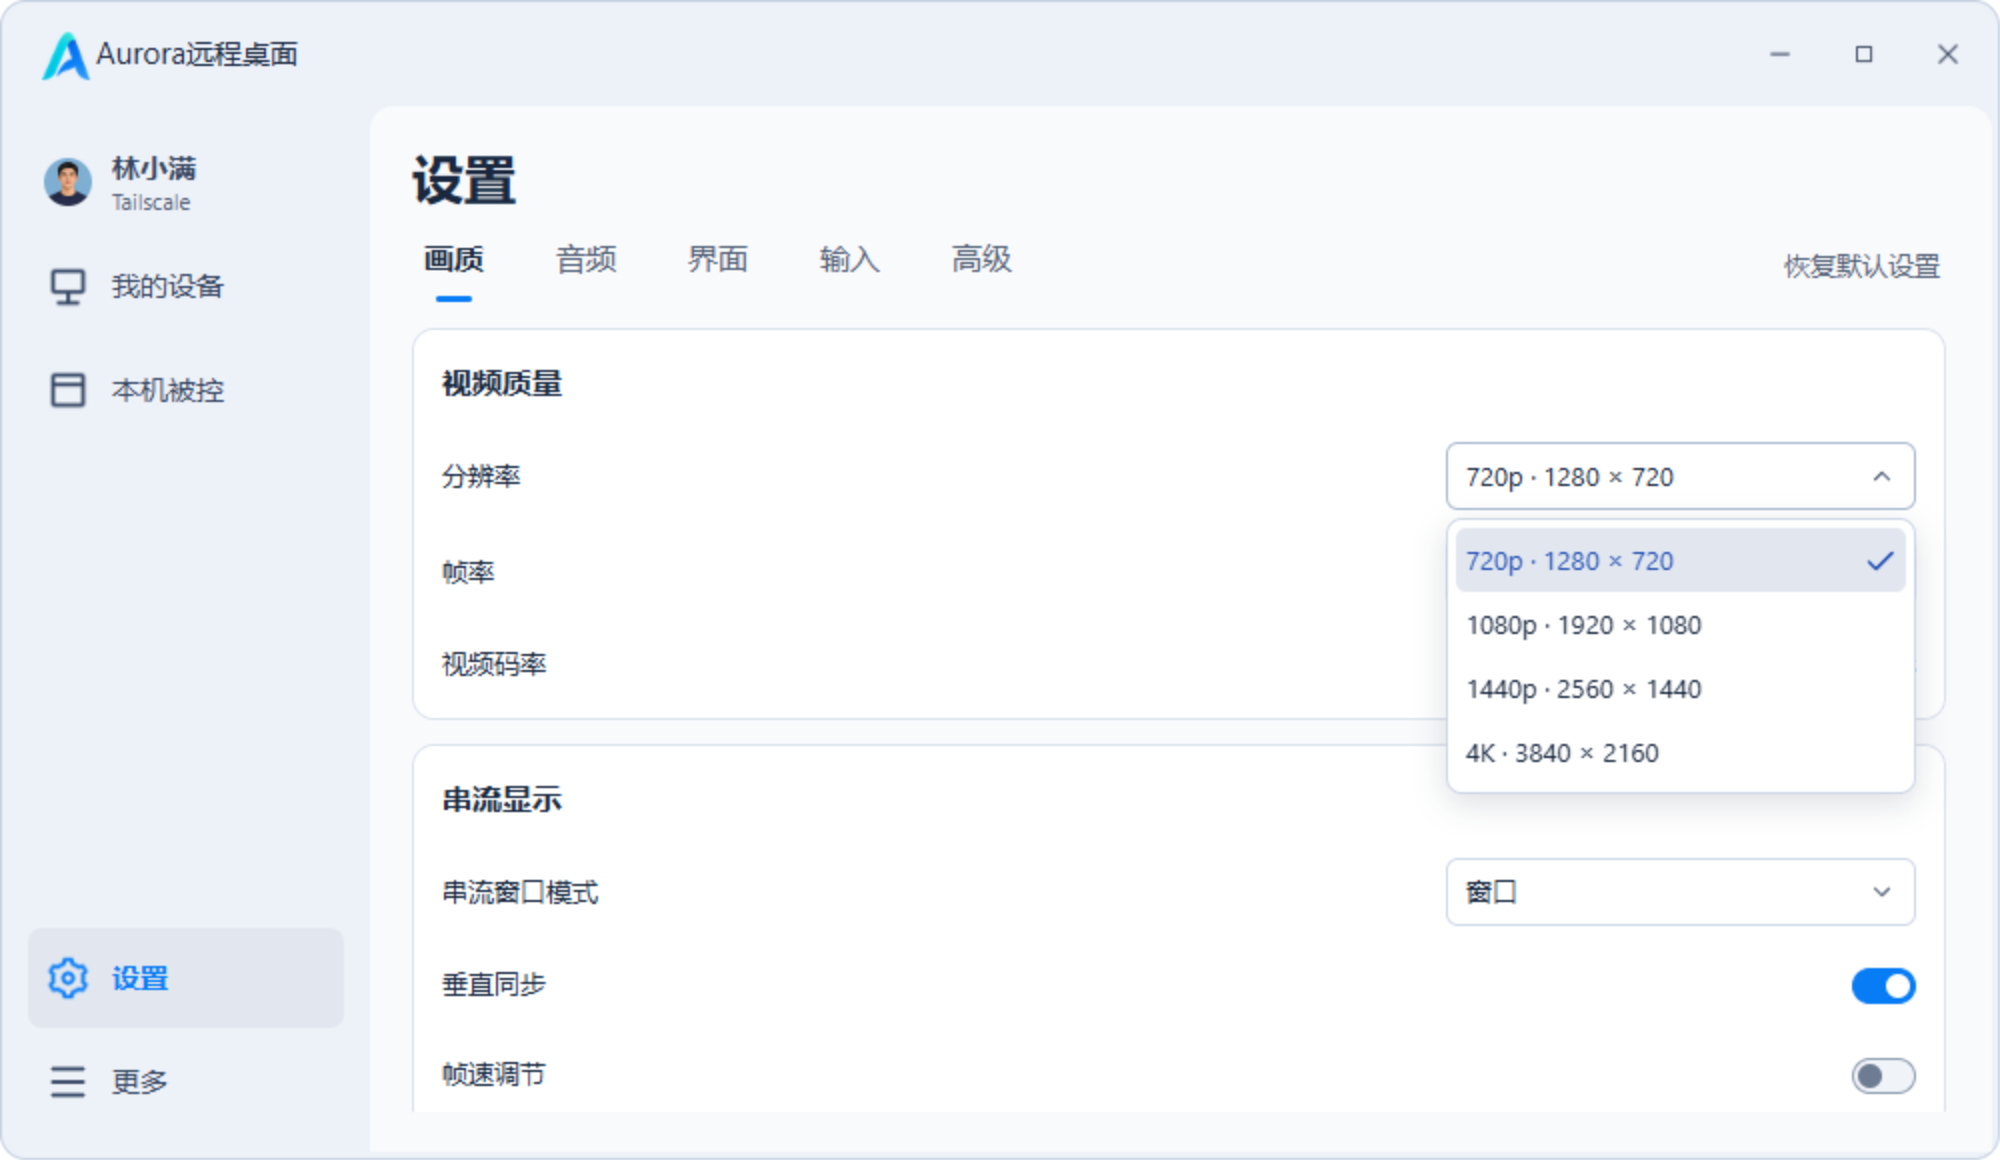 Aurora远程桌面
林小满
Tailscale
我的设备
本机被控
设置
更多
设置
画质 音频 界面 输入 高级
恢复默认设置
视频质量
分辨率
720p · 1280 × 720
720p · 1280 × 720
1080p · 1920 × 1080
1440p · 2560 × 1440
4K · 3840 × 2160
帧率
视频码率
串流显示
串流窗口模式
窗口
垂直同步
帧速调节